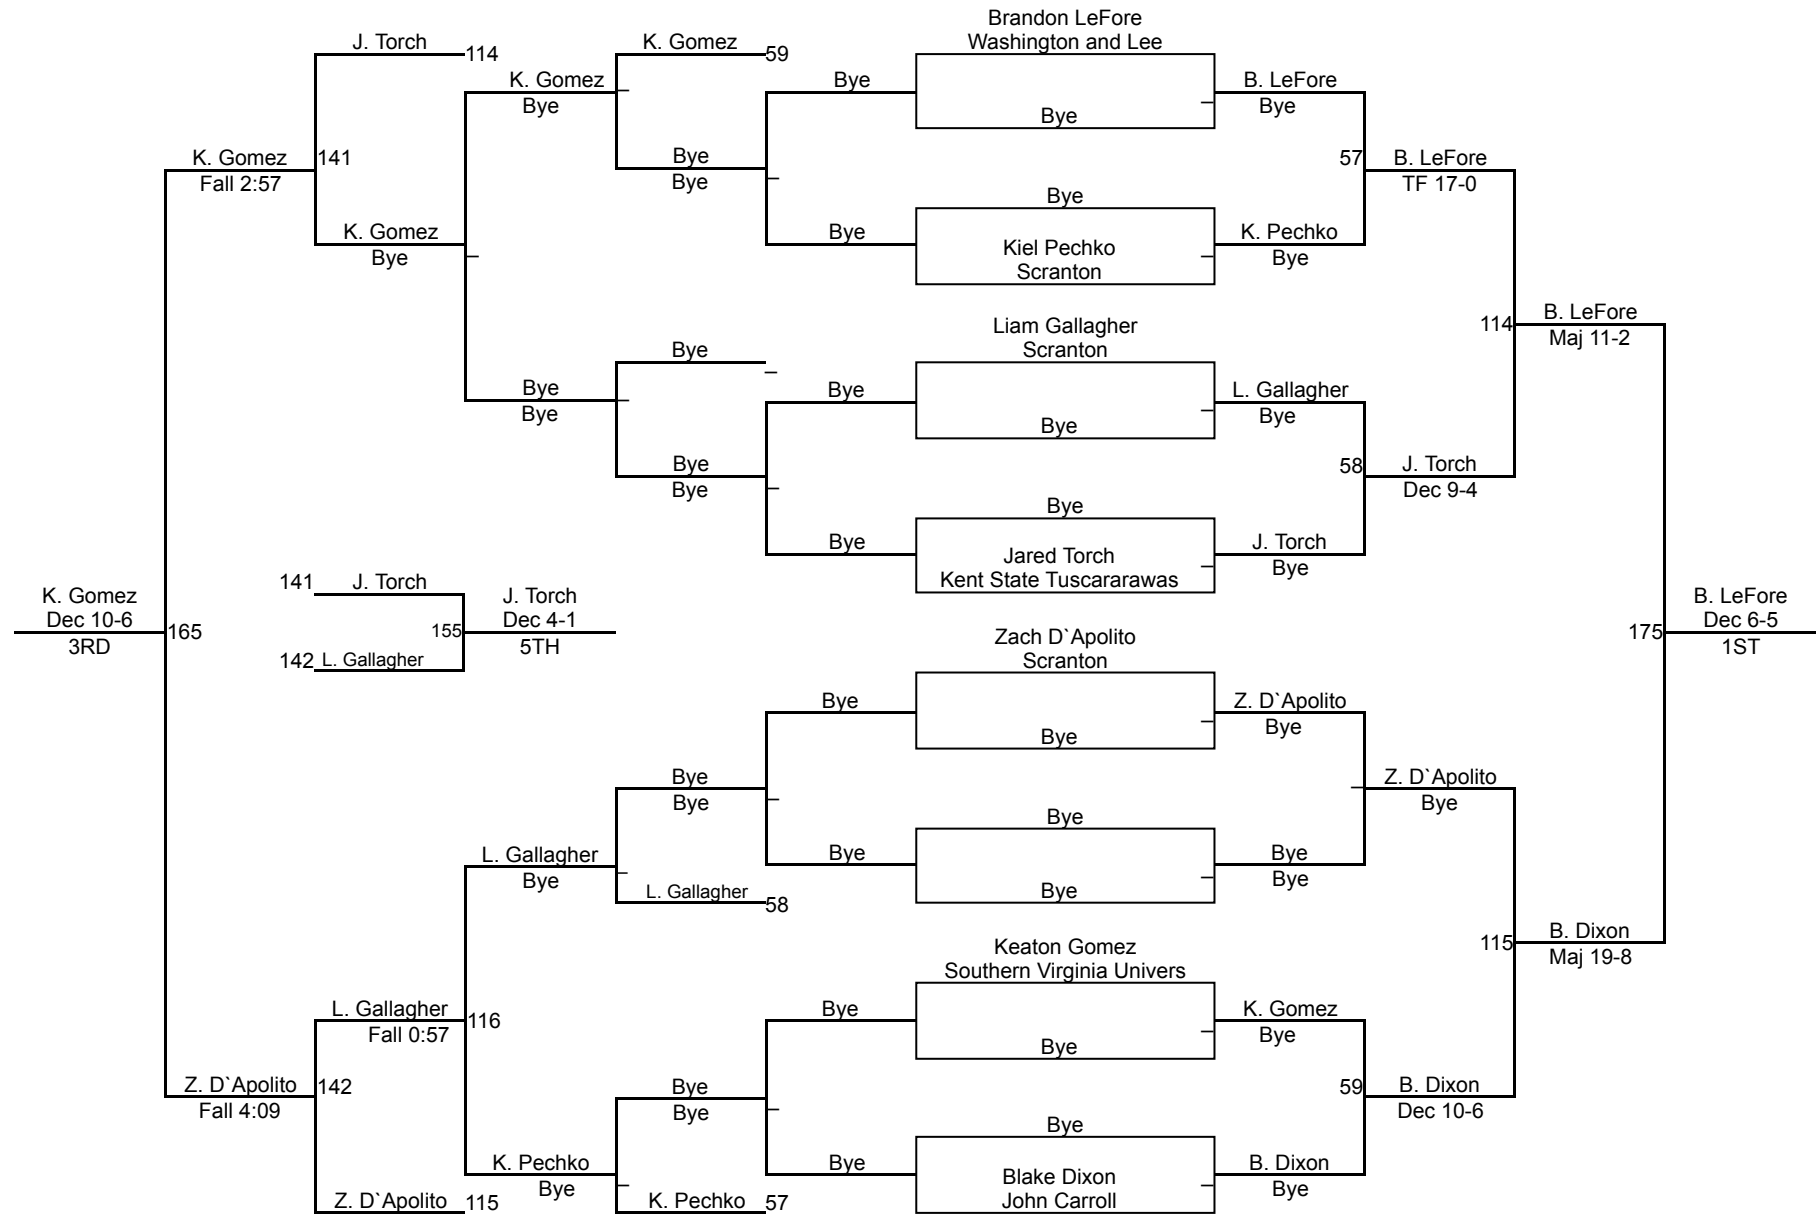 Brandon LeFore
Washington and Lee
J. Torch
114
K. Gomez
59
K. Gomez
Bye
Bye
B. LeFore
Bye
Bye
Bye
K. Gomez
Fall 2:57
141
Bye
Bye
57
B. LeFore
TF 17-0
Bye
K. Gomez
Bye
Bye
Kiel Pechko
Scranton
K. Pechko
Bye
Liam Gallagher
Scranton
114
B. LeFore
Maj 11-2
Bye
Bye
Bye
Bye
L. Gallagher
Bye
Bye
Bye
Bye
58
J. Torch
Dec 9-4
Bye
Bye
Jared Torch
Kent State Tuscararawas
J. Torch
Bye
K. Gomez
Dec 10-6
3RD
165
141
J. Torch
142
L. Gallagher
155
J. Torch
Dec 4-1
5TH
175
B. LeFore
Dec 6-5
1ST
Zach D`Apolito
Scranton
Bye
Bye
Z. D`Apolito
Bye
Bye
Bye
Z. D`Apolito
Bye
Bye
L. Gallagher
Bye
Bye
Bye
Bye
Bye
L. Gallagher
58
Keaton Gomez
Southern Virginia Univers
115
B. Dixon
Maj 19-8
L. Gallagher
Fall 0:57
116
Bye
Bye
K. Gomez
Bye
Z. D`Apolito
Fall 4:09
142
Bye
Bye
59
B. Dixon
Dec 10-6
Bye
K. Pechko
Bye
Bye
Blake Dixon
John Carroll
B. Dixon
Bye
Z. D`Apolito
115
K. Pechko
57